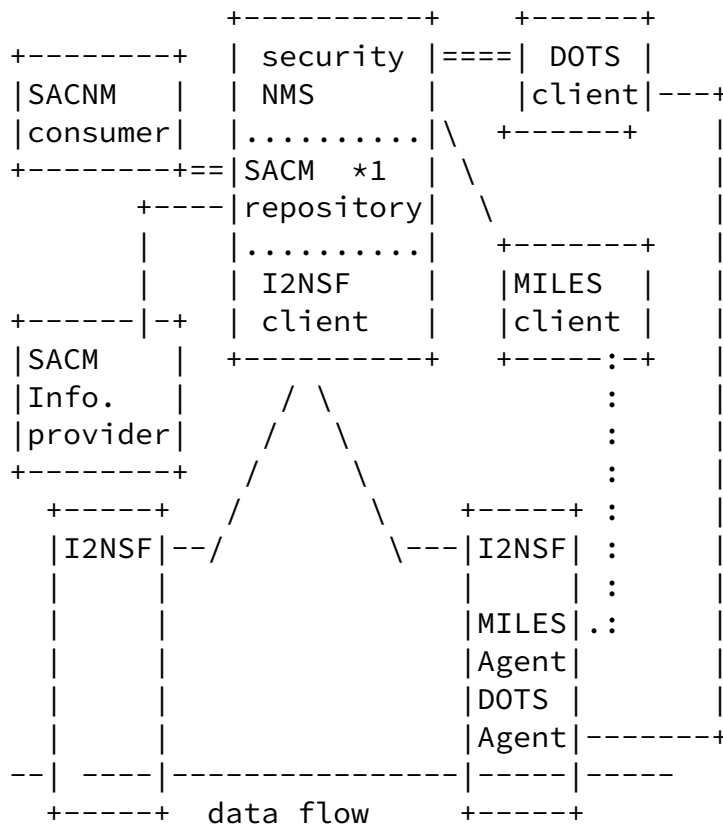 security
DOTS
SACNM
NMS
client
consumer
SACM *1
repository
I2NSF
MILES
client
client
SACM
Info.
provider
I2NSF
I2NSF
MILES
Agent
DOTS
Agent
data flow